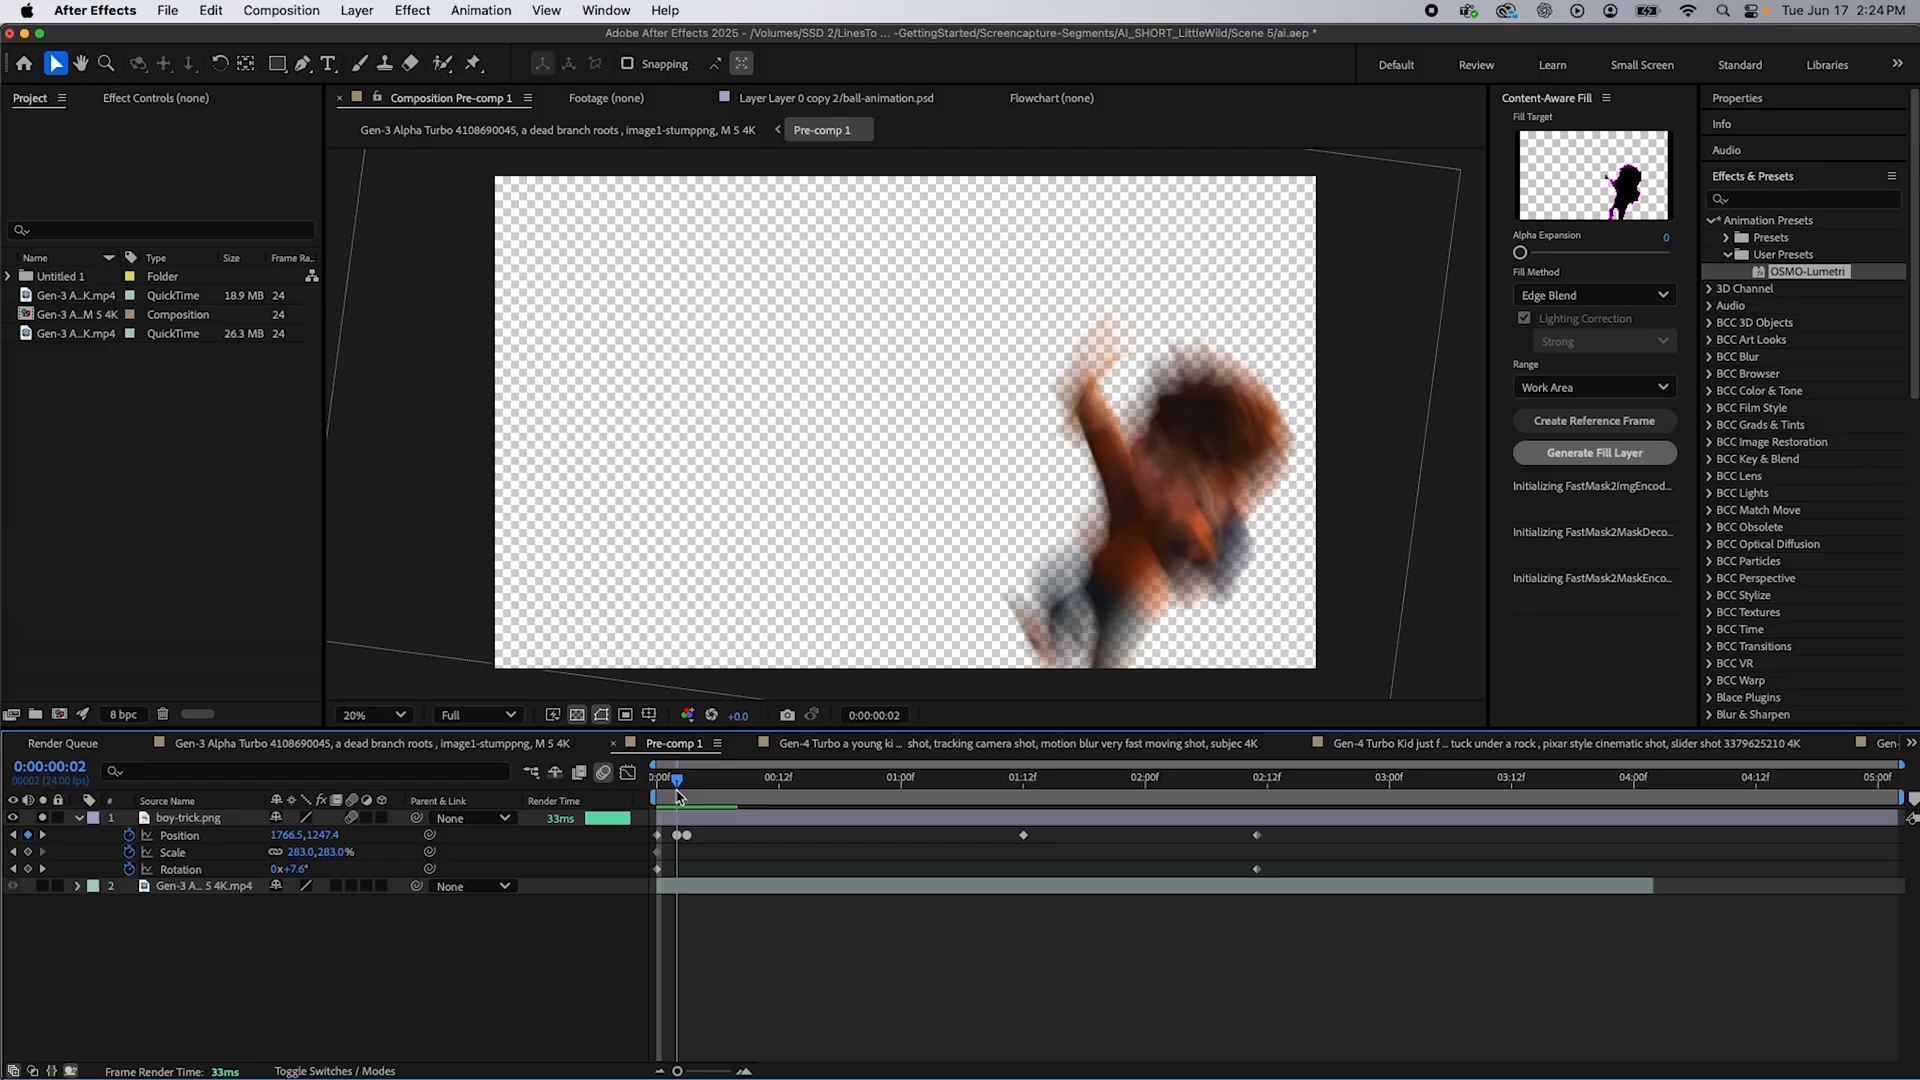 After Effects File Edit Composition Layer Effect Animation View Window Help Tue Jun 17 2:24 PM
Adobe After Effects 2025 - /Volumes/SSD 2/LinesTo ... -GettingStarted/Screencapture-Segments/AI_SHORT_LittleWild/Scene 5/ai.aep *
Snapping Default Review Learn Small Screen Standard Libraries
Project Effect Controls (none)
Composition Pre-comp 1 Footage (none) Layer Layer 0 copy 2/ball-animation.psd Flowchart (none)
Gen-3 Alpha Turbo 4108690045, a dead branch roots , image1-stumppng, M 5 4K Pre-comp 1
Name Type Size Frame Ra...
Untitled 1 Folder
Gen-3 A...K.mp4 QuickTime 18.9 MB 24
Gen-3 A...M 5 4K Composition 24
Gen-3 A...K.mp4 QuickTime 26.3 MB 24
8 bpc
20% Full +0.0 0:00:00:02
Content-Aware Fill
Fill Target
Alpha Expansion 0
Fill Method
Edge Blend
Lighting Correction
Strong
Range
Work Area
Create Reference Frame
Generate Fill Layer
Initializing FastMask2ImgEncod...
Initializing FastMask2MaskDeco...
Initializing FastMask2MaskEnco...
Properties
Info
Audio
Effects & Presets
* Animation Presets
Presets
User Presets
OSMO-Lumetri
3D Channel
Audio
BCC 3D Objects
BCC Art Looks
BCC Blur
BCC Browser
BCC Color & Tone
BCC Film Style
BCC Grads & Tints
BCC Image Restoration
BCC Key & Blend
BCC Lens
BCC Lights
BCC Match Move
BCC Obsolete
BCC Optical Diffusion
BCC Particles
BCC Perspective
BCC Stylize
BCC Textures
BCC Time
BCC Transitions
BCC VR
BCC Warp
Blace Plugins
Blur & Sharpen
Render Queue Gen-3 Alpha Turbo 4108690045, a dead branch roots , image1-stumppng, M 5 4K Pre-comp 1 Gen-4 Turbo a young ki ... shot, tracking camera shot, motion blur very fast moving shot, subjec 4K Gen-4 Turbo Kid just f ... tuck under a rock , pixar style cinematic shot, slider shot 3379625210 4K Gen-
0:00:00:02
00002 (24.00 fps)
0:00f 00:12f 01:00f 01:12f 02:00f 02:12f 03:00f 03:12f 04:00f 04:12f 05:00f
# Source Name Parent & Link Render Time
1 boy-trick.png None 33ms
Position 1766.5,1247.4
Scale 283.0,283.0%
Rotation 0x+7.6°
2 Gen-3 A... 5 4K.mp4 None
Frame Render Time: 33ms Toggle Switches / Modes